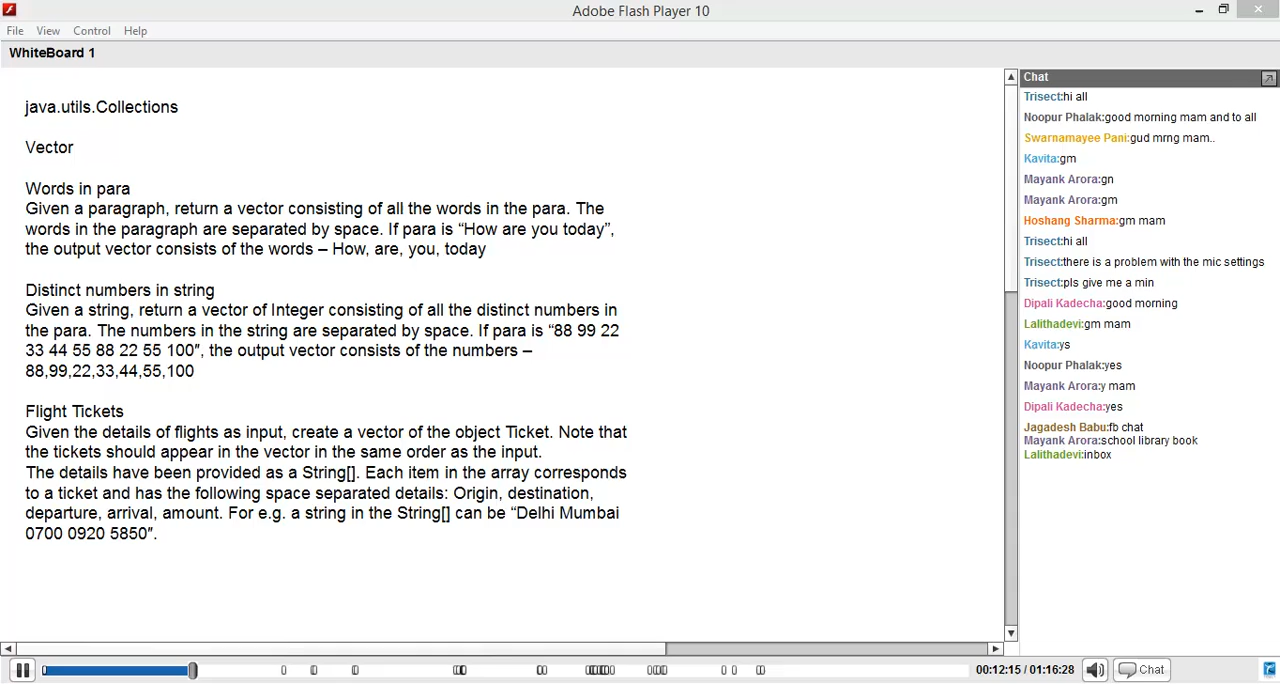 Adobe Flash Player 10
File View Control Help
WhiteBoard 1
java.utils.Collections
Vector
Words in para
Given a paragraph, return a vector consisting of all the words in the para. The
words in the paragraph are separated by space. If para is “How are you today”,
the output vector consists of the words – How, are, you, today
Distinct numbers in string
Given a string, return a vector of Integer consisting of all the distinct numbers in
the para. The numbers in the string are separated by space. If para is “88 99 22
33 44 55 88 22 55 100″, the output vector consists of the numbers –
88,99,22,33,44,55,100
Flight Tickets
Given the details of flights as input, create a vector of the object Ticket. Note that
the tickets should appear in the vector in the same order as the input.
The details have been provided as a String[]. Each item in the array corresponds
to a ticket and has the following space separated details: Origin, destination,
departure, arrival, amount. For e.g. a string in the String[] can be “Delhi Mumbai
0700 0920 5850″.
Chat
Trisect:hi all
Noopur Phalak:good morning mam and to all
Swarnamayee Pani:gud mrng mam..
Kavita:gm
Mayank Arora:gn
Mayank Arora:gm
Hoshang Sharma:gm mam
Trisect:hi all
Trisect:there is a problem with the mic settings
Trisect:pls give me a min
Dipali Kadecha:good morning
Lalithadevi:gm mam
Kavita:ys
Noopur Phalak:yes
Mayank Arora:y mam
Dipali Kadecha:yes
Jagadesh Babu:fb chat
Mayank Arora:school library book
Lalithadevi:inbox
00:12:15 / 01:16:28
Chat